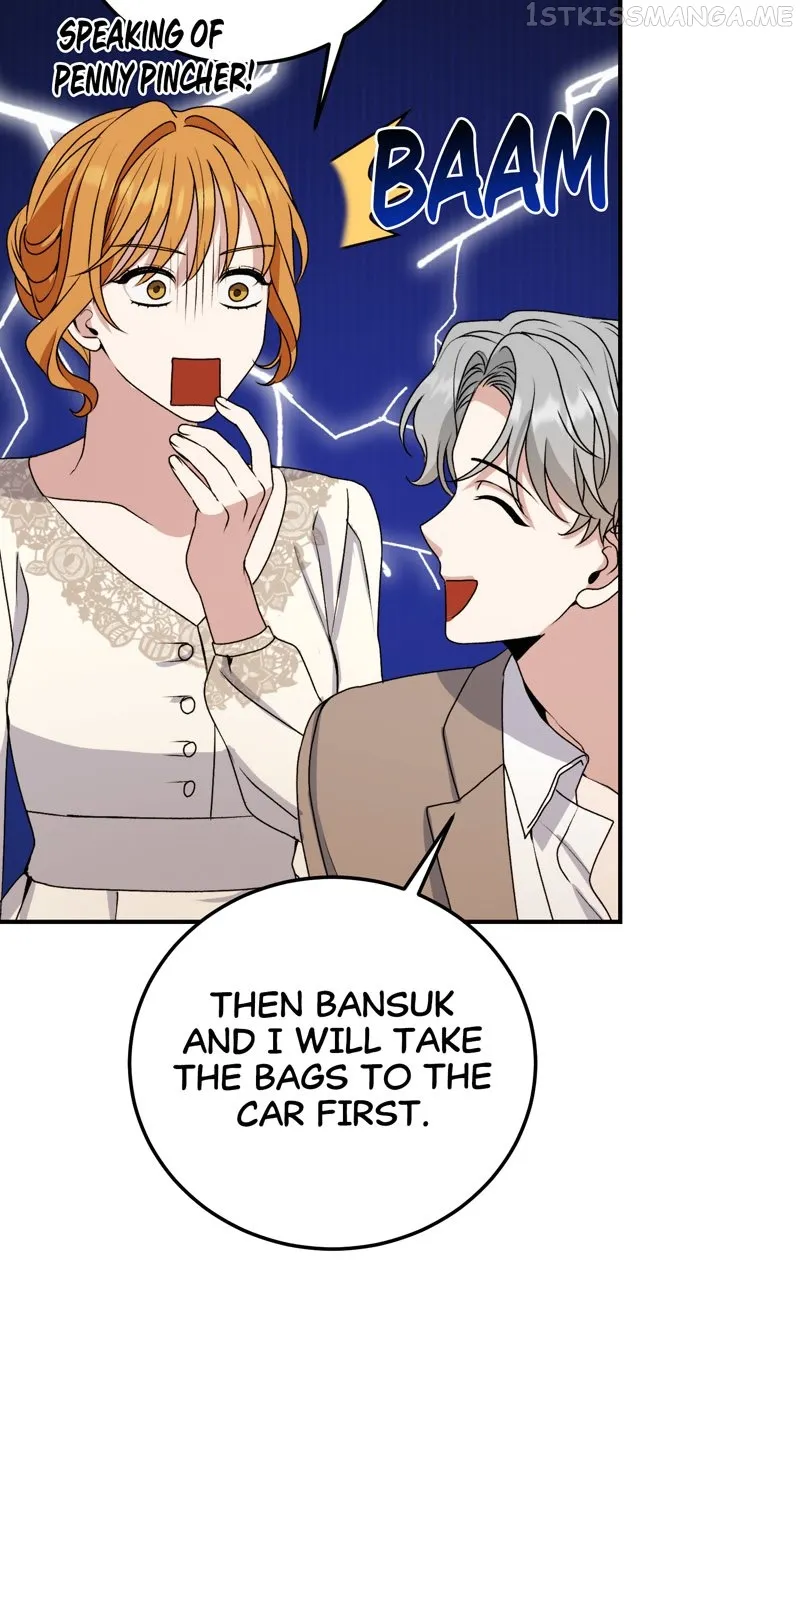 1STKISSMANGA.ME
SPEAKING OF
PENNY PINCHER!
BAAM
THEN BANSUK
AND I WILL TAKE
THE BAGS TO THE
CAR FIRST.